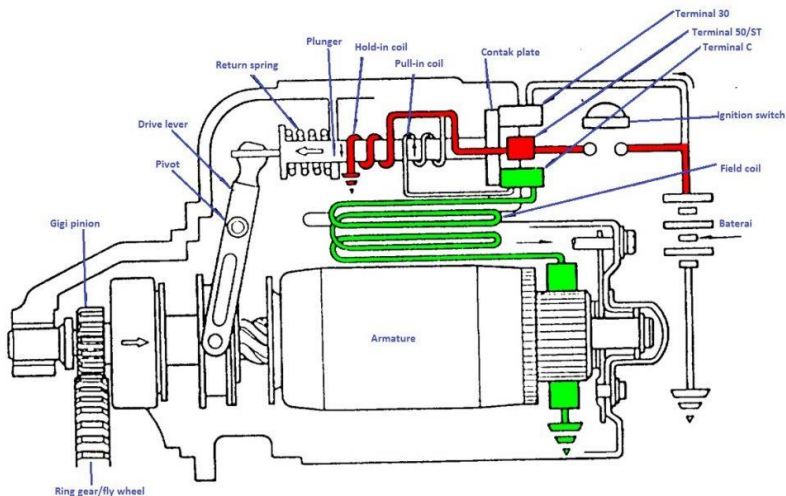 Terminal 30
Terminal 50/ST
Terminal C
Plunger
Hold-in coil
Pull-in coil
Contak plate
Return spring
Ignition switch
Drive lever
Pivot
Field coil
Gigi pinion
Baterai
Armature
Ring gear/fly wheel